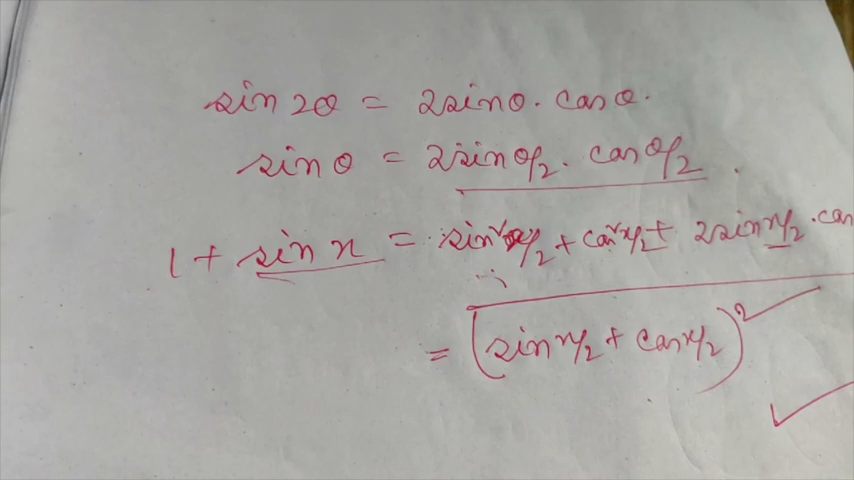 sin 2θ = 2sinθ. cosθ.
sin θ = 2sinθ/2. cosθ/2.
1 + sin x = sin²x/2 + cos²x/2 + 2sinx/2 .cos
= (sinx/2 + cosx/2)²